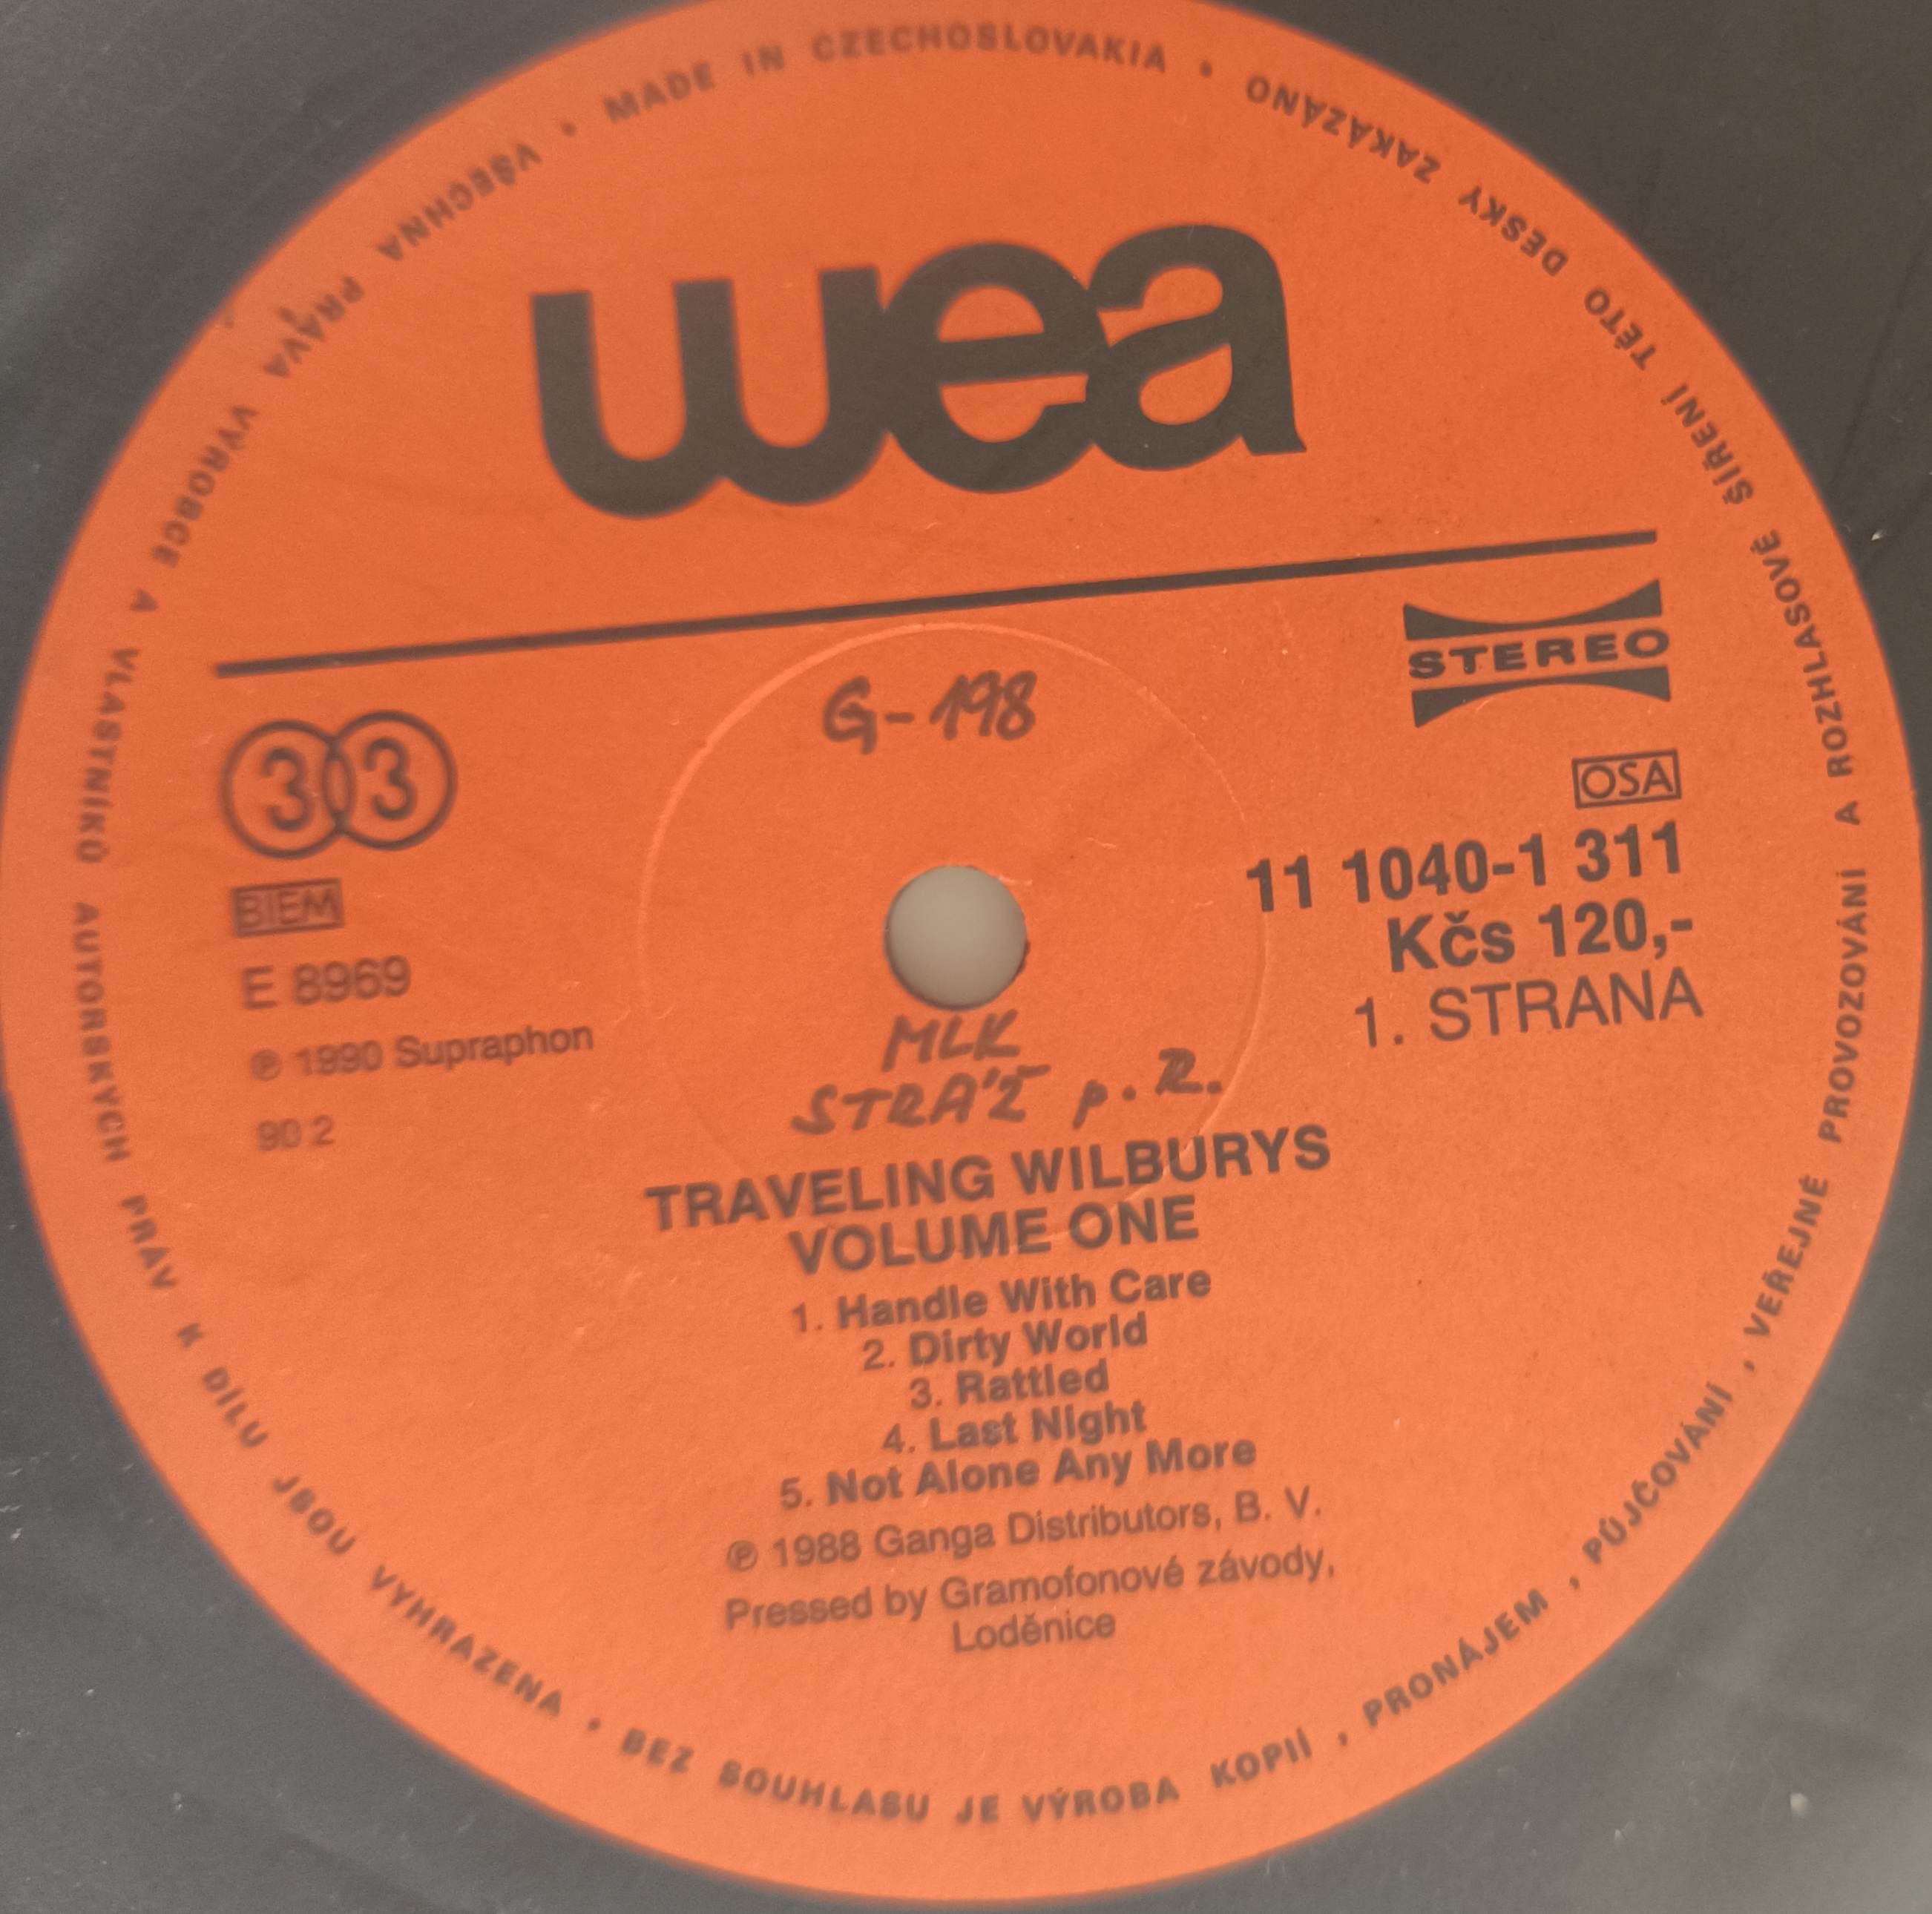 MADE IN CZECHOSLOVAKIA •
VŠECHNA PRÁVA VÝROBCE A VLASTNÍKŮ AUTORSKÝCH PRÁV K DÍLU JSOU VYHRAZENA • BEZ SOUHLASU JE VÝROBA KOPIÍ , PRONÁJEM , PŮJČOVÁNÍ , VEŘEJNÉ PROVOZOVÁNÍ A ROZHLASOVÉ ŠÍŘENÍ TÉTO DESKY ZAKÁZÁNO •
wea
STEREO
G-198
33
OSA
BIEM
11 1040-1 311
E 8969
Kčs 120,-
℗ 1990 Supraphon
1. STRANA
90 2
MLK
STRÁŽ p. R.
TRAVELING WILBURYS
VOLUME ONE
1. Handle With Care
2. Dirty World
3. Rattled
4. Last Night
5. Not Alone Any More
℗ 1988 Ganga Distributors, B. V.
Pressed by Gramofonové závody,
Loděnice